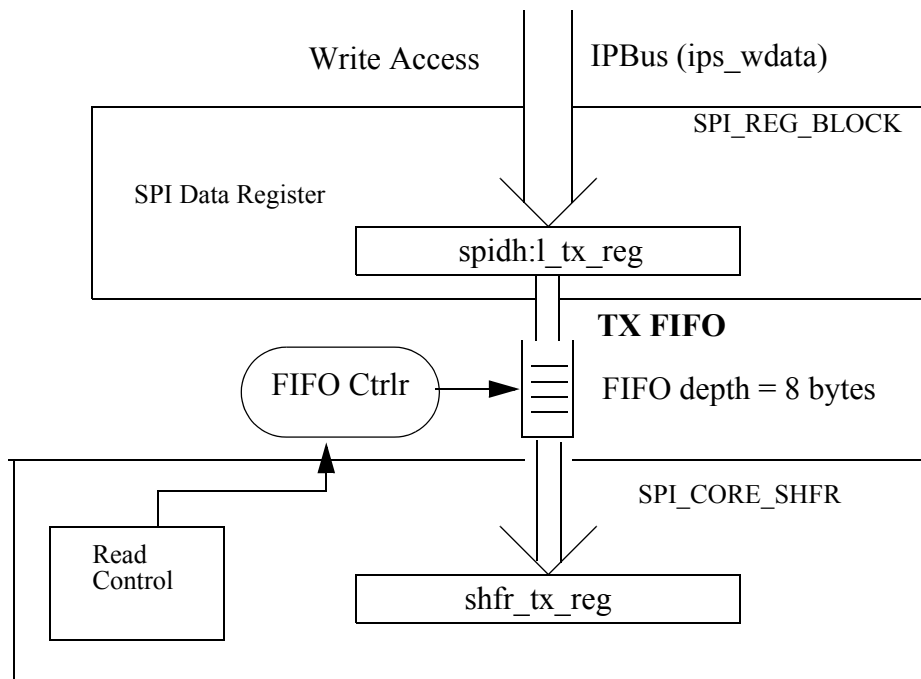 Write Access
IPBus (ips_wdata)
SPI_REG_BLOCK
SPI Data Register
spidh:l_tx_reg
TX FIFO
FIFO Ctrlr
FIFO depth = 8 bytes
SPI_CORE_SHFR
Read
Control
shfr_tx_reg